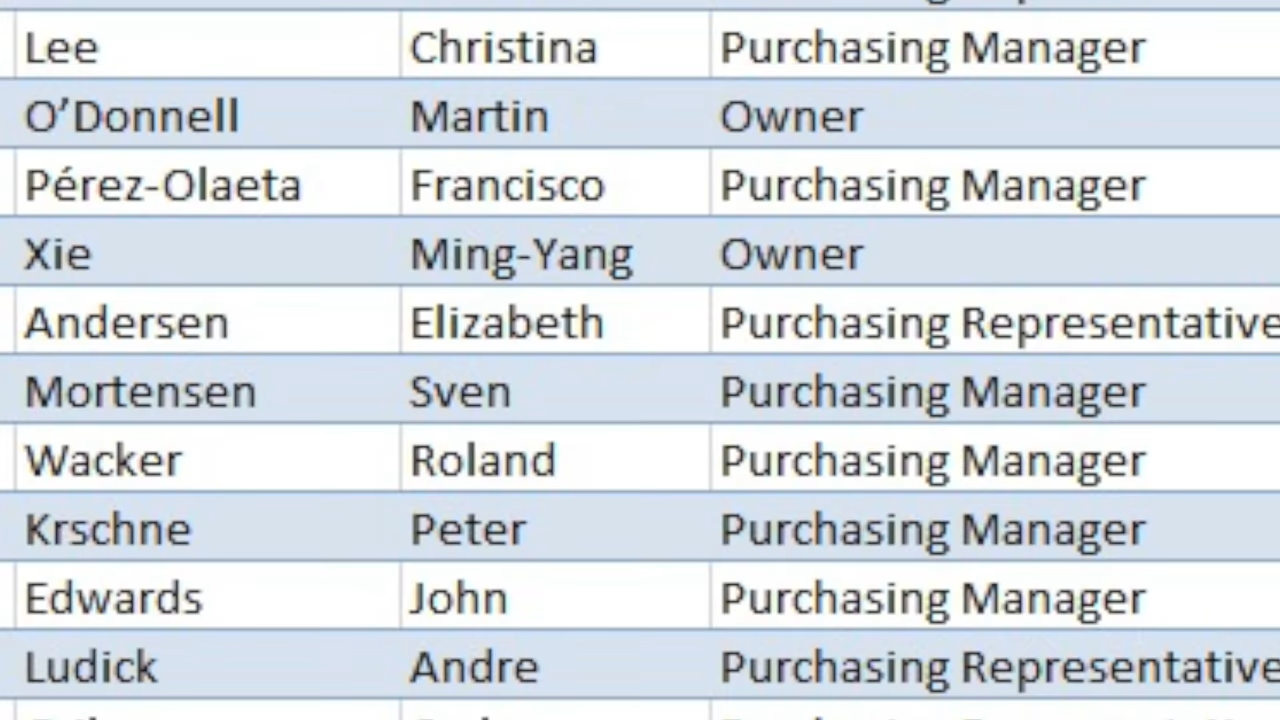 Lee Christina Purchasing Manager
O’Donnell Martin Owner
Pérez-Olaeta Francisco Purchasing Manager
Xie Ming-Yang Owner
Andersen Elizabeth Purchasing Representative
Mortensen Sven Purchasing Manager
Wacker Roland Purchasing Manager
Krschne Peter Purchasing Manager
Edwards John Purchasing Manager
Ludick Andre Purchasing Representative